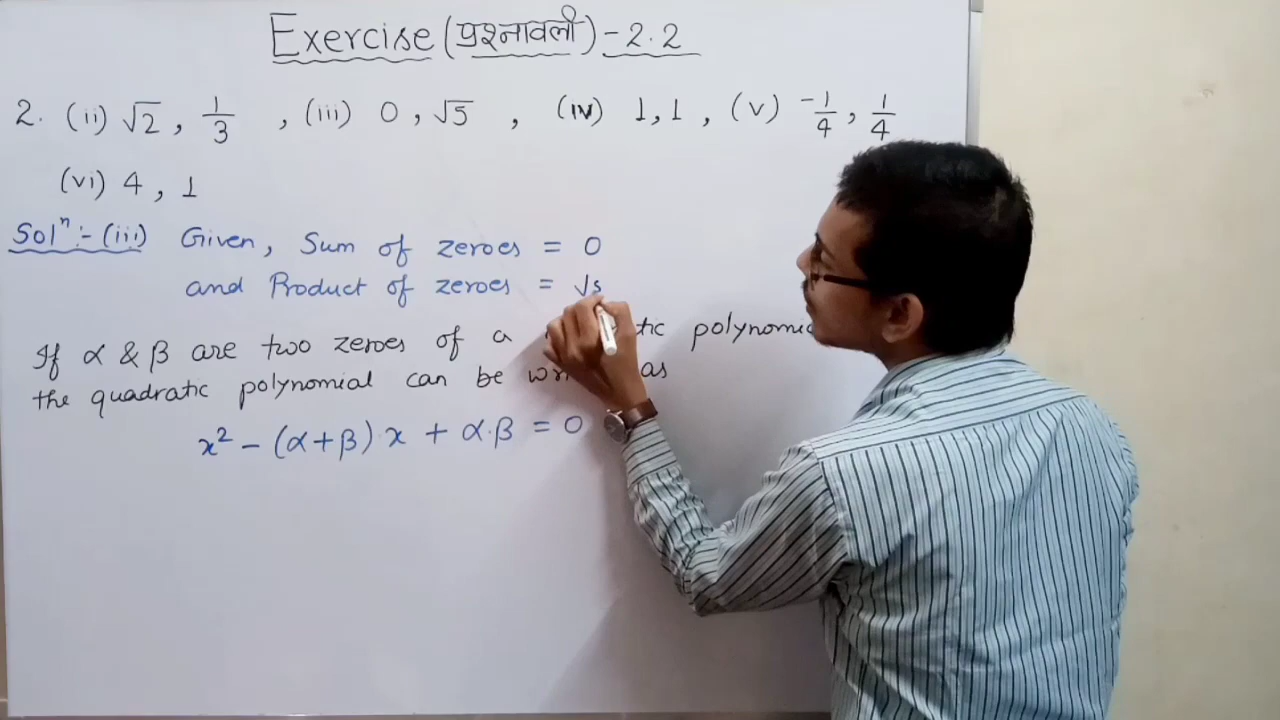 Exercise (प्रश्नावली) - 2.2
2. (ii) √2, 1/3 , (iii) 0, √5 , (iv) 1, 1, (v) -1/4, 1/4
(vi) 4, 1
Solⁿ:- (iii) Given, Sum of zeroes = 0
and Product of zeroes = √5
If α & β are two zeroes of a polynomial
the quadratic polynomial can be as
x² - (α+β).x + α.β = 0